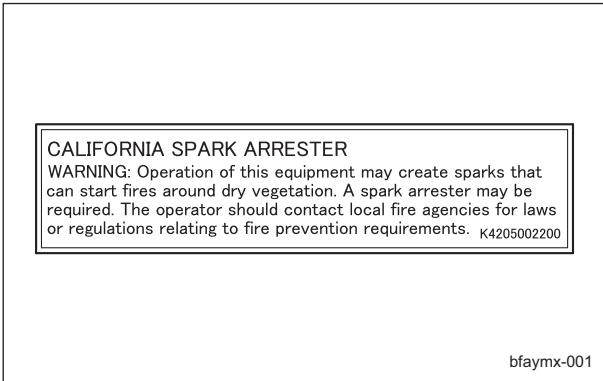 CALIFORNIA SPARK ARRESTER
WARNING: Operation of this equipment may create sparks that
can start fires around dry vegetation. A spark arrester may be
required. The operator should contact local fire agencies for laws
or regulations relating to fire prevention requirements. K4205002200
bfaymx-001